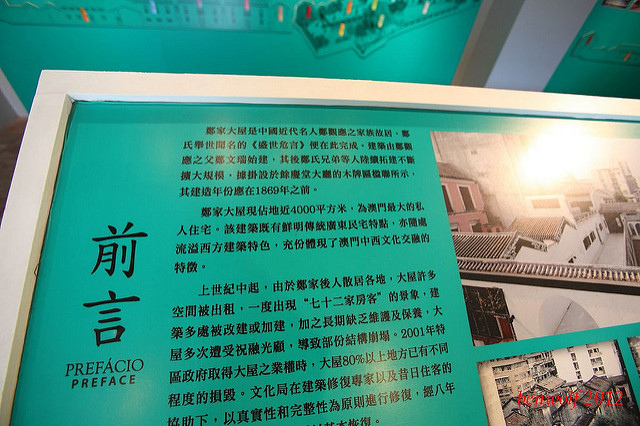 前言
PREFÁCIO
PREFACE
鄭家大屋是中國近代名人鄭觀應之家族故居,鄭
氏舉世聞名的《盛世危言》便在此完成。建築由鄭觀
應之父鄭文瑞始建,其後鄭氏兄弟等人陸續拓建不斷
擴大規模,據掛設於餘慶堂大廳的木牌匾楹聯所示,
其建造年份應在1869年之前。
鄭家大屋現佔地近4000平方米,為澳門最大的私
人住宅。該建築既有鮮明傳統廣東民宅特點,亦隨處
流溢西方建築特色,充份體現了澳門中西文化交融的
特徵。
上世紀中起,由於鄭家後人散居各地,大屋許多
空間被出租,一度出現“七十二家房客”的景象,建
築多處被改建或加建,加之長期缺乏維護及保養,大
屋多次遭受祝融光顧,導致部份結構崩塌。2001年特
區政府取得大屋之業權時,大屋80%以上地方已有不同
程度的損毀。文化局在建築修復專家以及昔日住客的
協助下,以真實性和完整性為原則進行修復,經八年
基本恢復。
2012